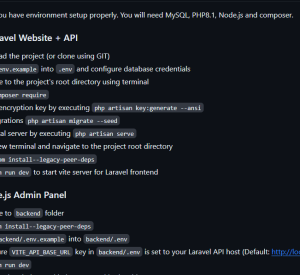 ou have environment setup properly. You will need MySQL, PHP8.1, Node.js and composer.
avel Website + API
ad the project (or clone using GIT)
env.example into .env and configure database credentials
e to the project's root directory using terminal
poser require
encryption key by executing php artisan key:generate --ansi
grations php artisan migrate --seed
al server by executing php artisan serve
ew terminal and navigate to the project root directory
m install--legacy-peer-deps
n run dev to start vite server for Laravel frontend
e.js Admin Panel
e to backend folder
m install--legacy-peer-deps
ackend/.env.example into backend/.env
re VITE_API_BASE_URL key in backend/.env is set to your Laravel API host (Default: http://lo
n run dev